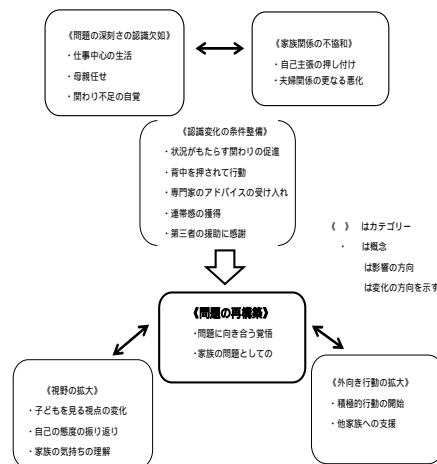 《問題の深刻さの認識欠如》
・仕事中心の生活
・母親任せ
・関わり不足の自覚
《家族関係の不協和》
・自己主張の押し付け
・夫婦関係の更なる悪化
《認識変化の条件整備》
・状況がもたらす関わりの促進
・背中を押されて行動
・専門家のアドバイスの受け入れ
・連帯感の獲得
・第三者の援助に感謝
《　》　はカテゴリー
・　は概念
は影響の方向
は変化の方向を示す
《問題の再構築》
・問題に向き合う覚悟
・家族の問題としての
《視野の拡大》
・子どもを見る視点の変化
・自己の態度の振り返り
・家族の気持ちの理解
《外向き行動の拡大》
・積極的行動の開始
・他家族への支援